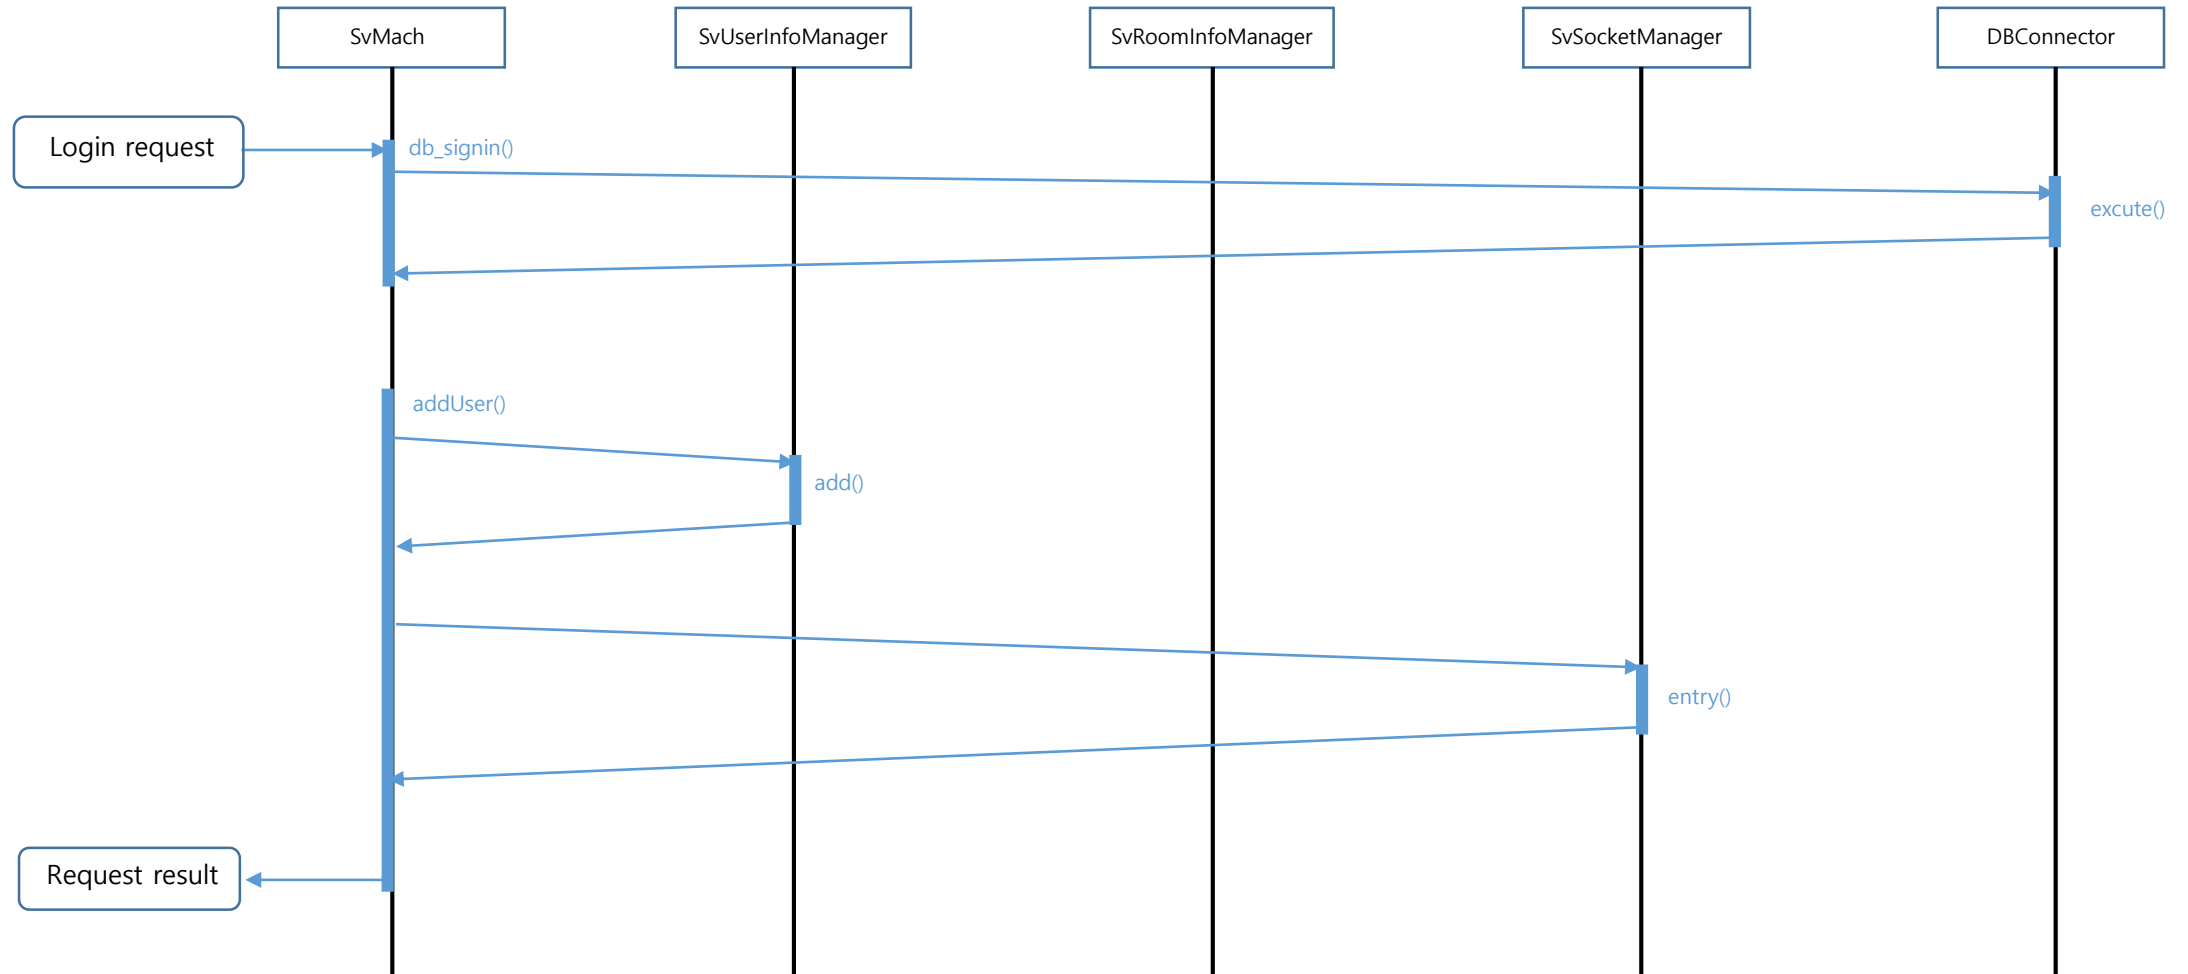 SvMach
SvUserInfoManager
SvRoomInfoManager
SvSocketManager
DBConnector
Login request
db_signin()
excute()
addUser()
add()
entry()
Request result